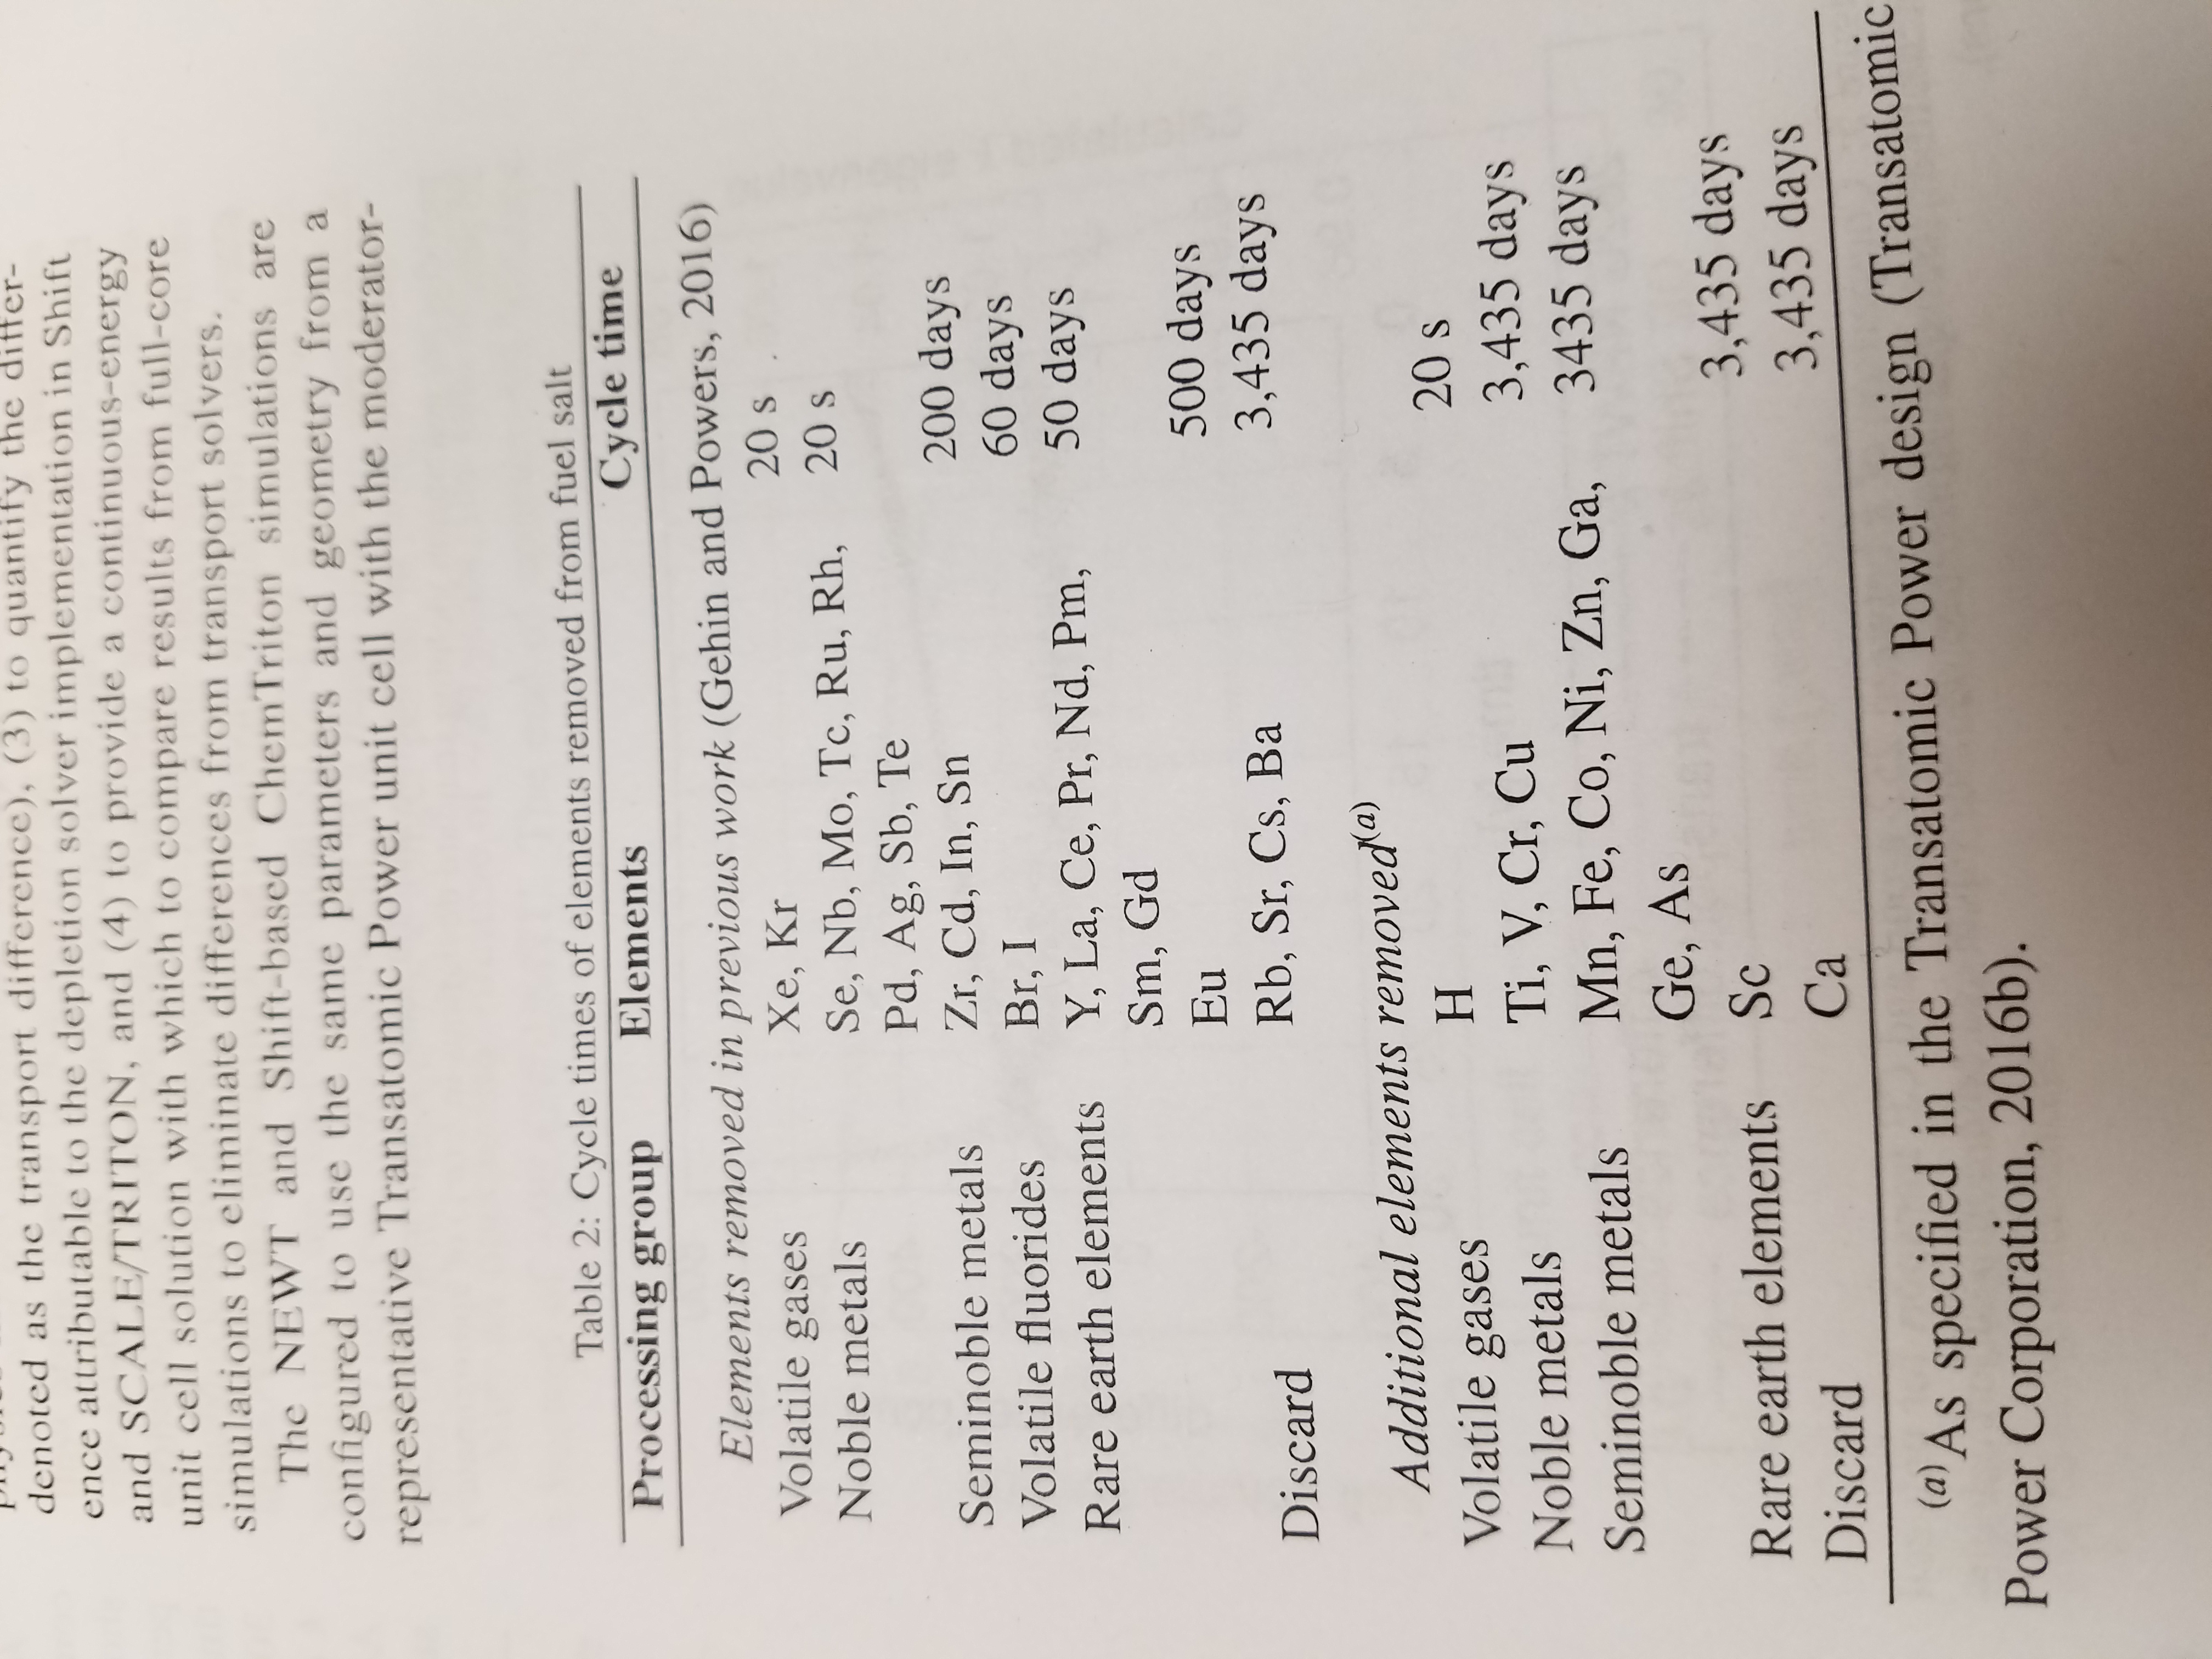 denoted as the transport difference), (3) to quantify the differ-
ence attributable to the depletion solver implementation in Shift
and SCALE/TRITON, and (4) to provide a continuous-energy
unit cell solution with which to compare results from full-core
simulations to eliminate differences from transport solvers.
The NEWT and Shift-based ChemTriton simulations are
configured to use the same parameters and geometry from a
representative Transatomic Power unit cell with the moderator-
Table 2: Cycle times of elements removed from fuel salt
Processing group Elements Cycle time
Elements removed in previous work (Gehin and Powers, 2016)
Volatile gases Xe, Kr 20 s
Noble metals Se, Nb, Mo, Tc, Ru, Rh, 20 s
Pd, Ag, Sb, Te
Seminoble metals Zr, Cd, In, Sn 200 days
Volatile fluorides Br, I 60 days
Rare earth elements Y, La, Ce, Pr, Nd, Pm, 50 days
Sm, Gd
Eu 500 days
Discard Rb, Sr, Cs, Ba 3,435 days
Additional elements removed(a)
Volatile gases H 20 s
Noble metals Ti, V, Cr, Cu 3,435 days
Seminoble metals Mn, Fe, Co, Ni, Zn, Ga, 3435 days
Ge, As
Rare earth elements Sc 3,435 days
Discard Ca 3,435 days
(a) As specified in the Transatomic Power design (Transatomic
Power Corporation, 2016b).